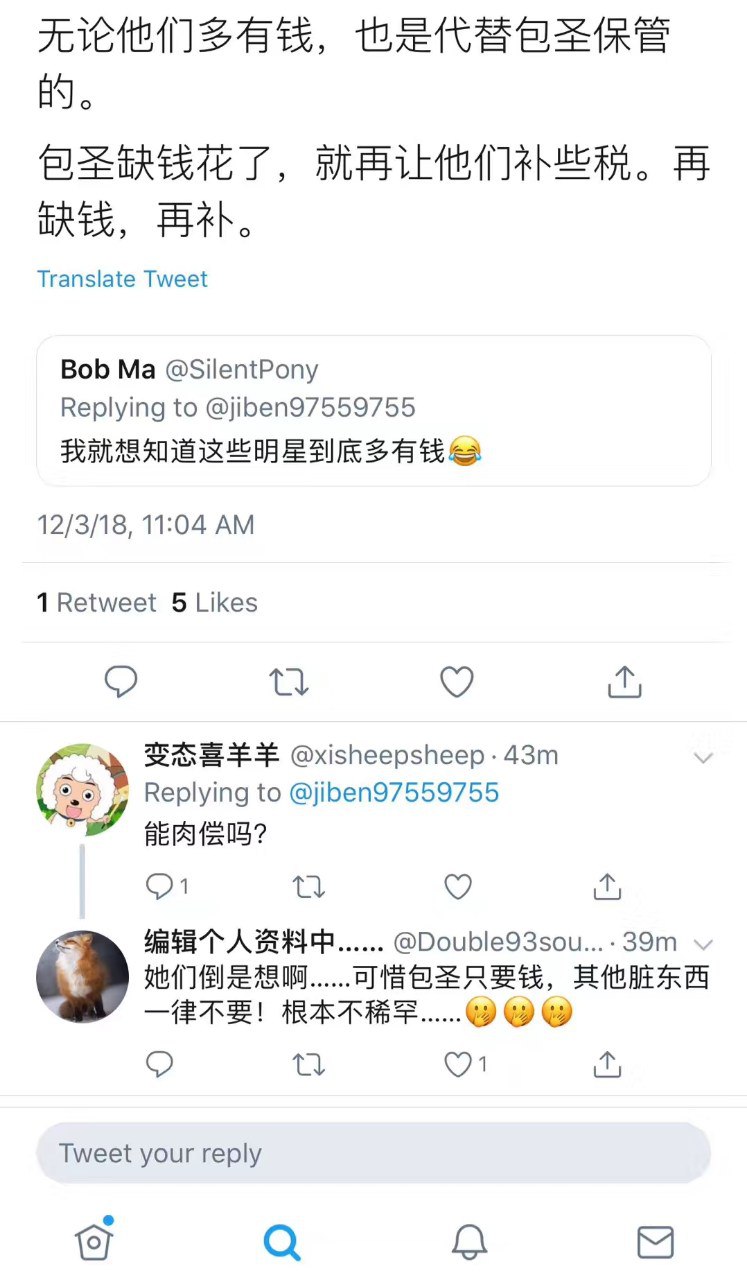 无论他们多有钱，也是代替包圣保管
的。
包圣缺钱花了，就再让他们补些税。再
缺钱，再补。
Translate Tweet
Bob Ma @SilentPony
Replying to @jiben97559755
我就想知道这些明星到底多有钱😂
12/3/18, 11:04 AM
1 Retweet 5 Likes
变态喜羊羊 @xisheepsheep · 43m
Replying to @jiben97559755
能肉偿吗?
1
编辑个人资料中...... @Double93sou... · 39m
她们倒是想啊......可惜包圣只要钱，其他脏东西
一律不要！根本不稀罕......🤭🤭🤭
1
Tweet your reply